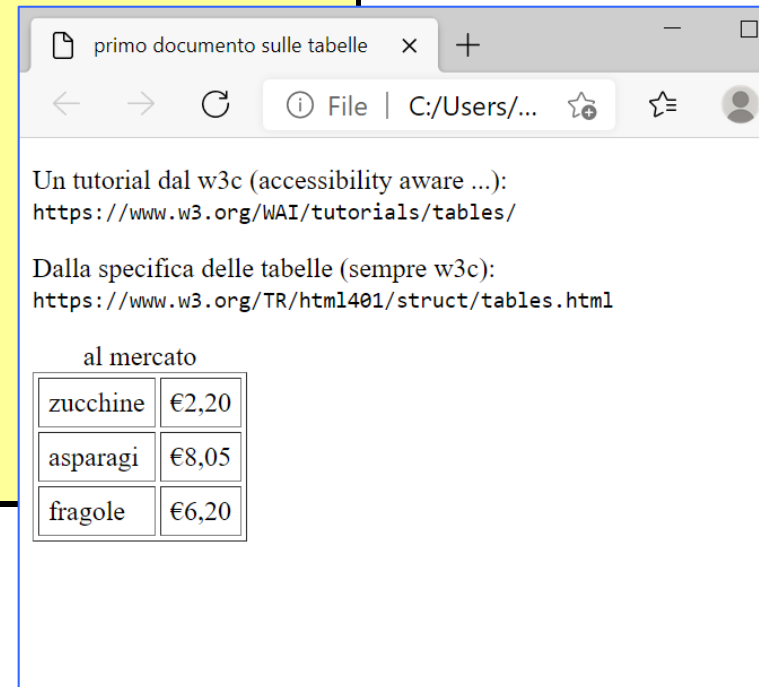 primo documento sulle tabelle
File | C:/Users/...
Un tutorial dal w3c (accessibility aware ...):
https://www.w3.org/WAI/tutorials/tables/
Dalla specifica delle tabelle (sempre w3c):
https://www.w3.org/TR/html401/struct/tables.html
al mercato
zucchine €2,20
asparagi €8,05
fragole €6,20